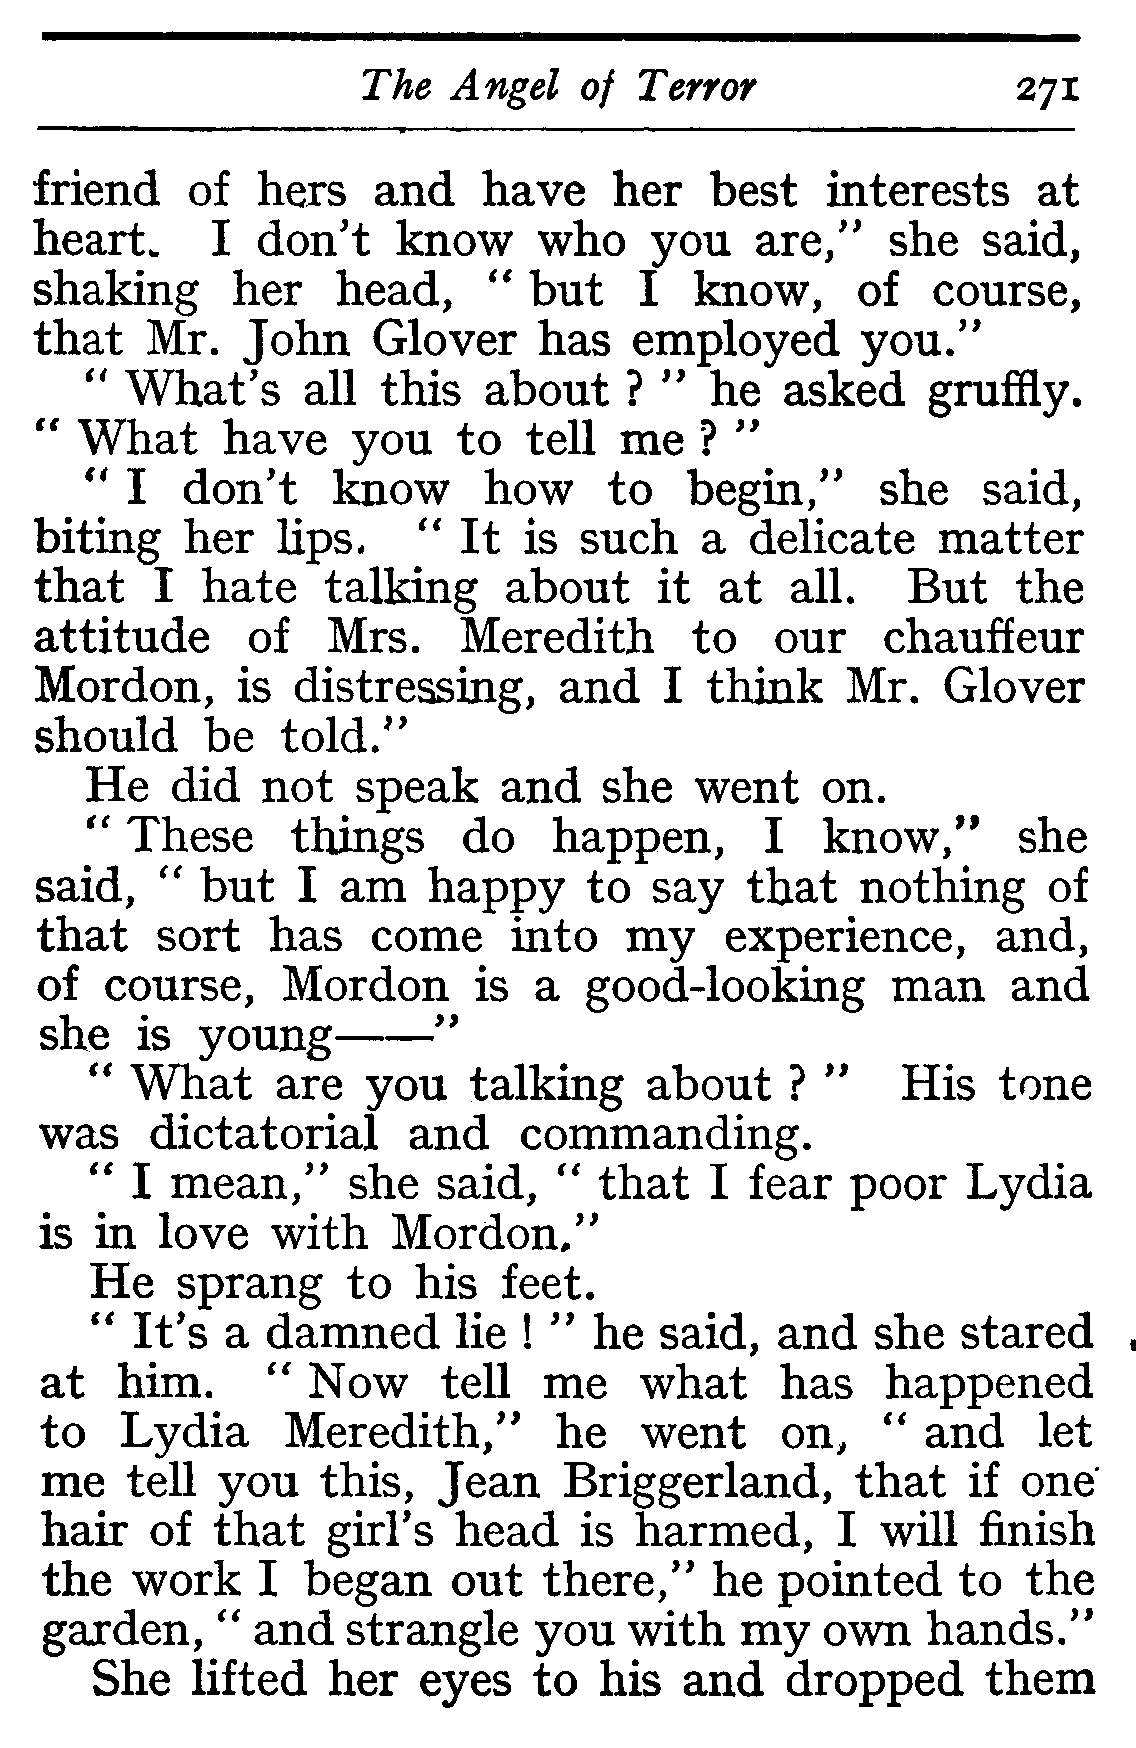 The Angel of Terror 271
friend of hers and have her best interests at
heart. I don't know who you are," she said,
shaking her head, " but I know, of course,
that Mr. John Glover has employed you."
" What's all this about ? " he asked gruffly.
" What have you to tell me ? "
" I don't know how to begin," she said,
biting her lips. " It is such a delicate matter
that I hate talking about it at all. But the
attitude of Mrs. Meredith to our chauffeur
Mordon, is distressing, and I think Mr. Glover
should be told."
He did not speak and she went on.
" These things do happen, I know," she
said, " but I am happy to say that nothing of
that sort has come into my experience, and,
of course, Mordon is a good-looking man and
she is young——"
" What are you talking about ? " His tone
was dictatorial and commanding.
" I mean," she said, " that I fear poor Lydia
is in love with Mordon."
He sprang to his feet.
" It's a damned lie ! " he said, and she stared
at him. " Now tell me what has happened
to Lydia Meredith," he went on, " and let
me tell you this, Jean Briggerland, that if one
hair of that girl's head is harmed, I will finish
the work I began out there," he pointed to the
garden, " and strangle you with my own hands."
She lifted her eyes to his and dropped them